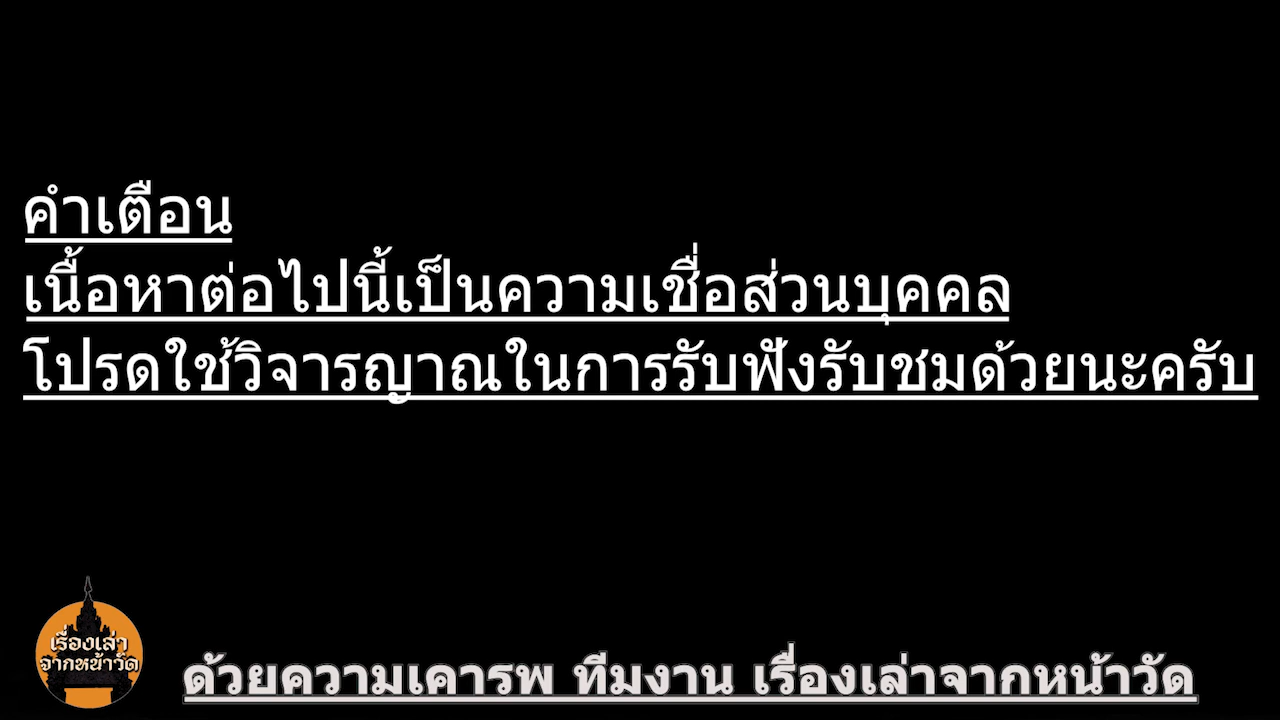 คำเตือน
เนื้อหาต่อไปนี้เป็นความเชื่อส่วนบุคคล
โปรดใช้วิจารญาณในการรับฟังรับชมด้วยนะครับ
เรื่องเล่า
จากหน้าวัด
ด้วยความเคารพ ทีมงาน เรื่องเล่าจากหน้าวัด